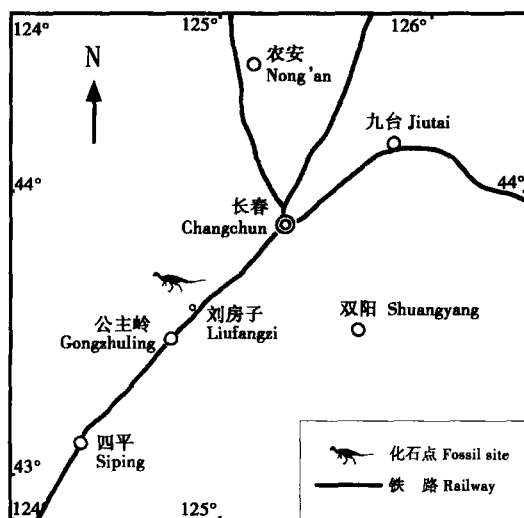 124°
125°
126°
N
农安
Nong'an
九台 Jiutai
44°
44°
长春
Changchun
刘房子
Liufangzi
公主岭
Gongzhuling
双阳 Shuangyang
四平
Siping
43°
124°
125°
化石点 Fossil site
铁 路 Railway